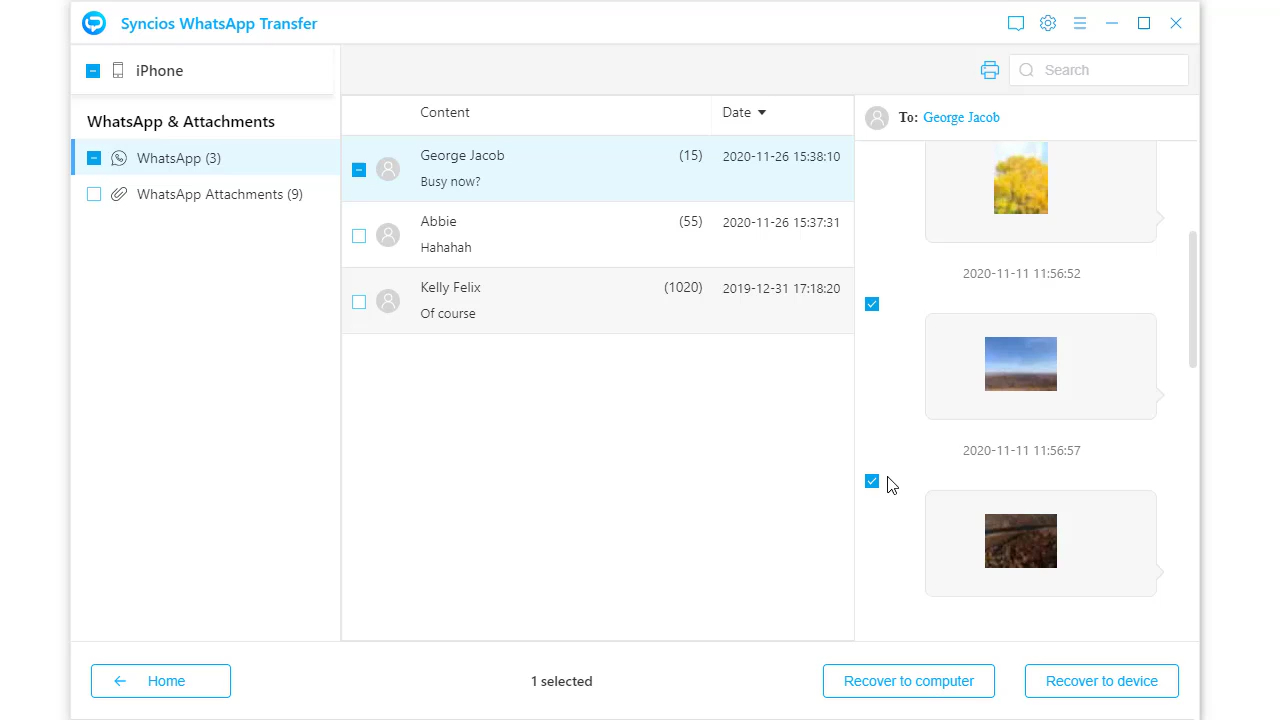 Syncios WhatsApp Transfer
iPhone
Search
WhatsApp & Attachments
WhatsApp (3)
WhatsApp Attachments (9)
Content
Date
George Jacob
(15)
2020-11-26 15:38:10
Busy now?
Abbie
(55)
2020-11-26 15:37:31
Hahahah
Kelly Felix
(1020)
2019-12-31 17:18:20
Of course
To: George Jacob
2020-11-11 11:56:52
2020-11-11 11:56:57
Home
1 selected
Recover to computer
Recover to device